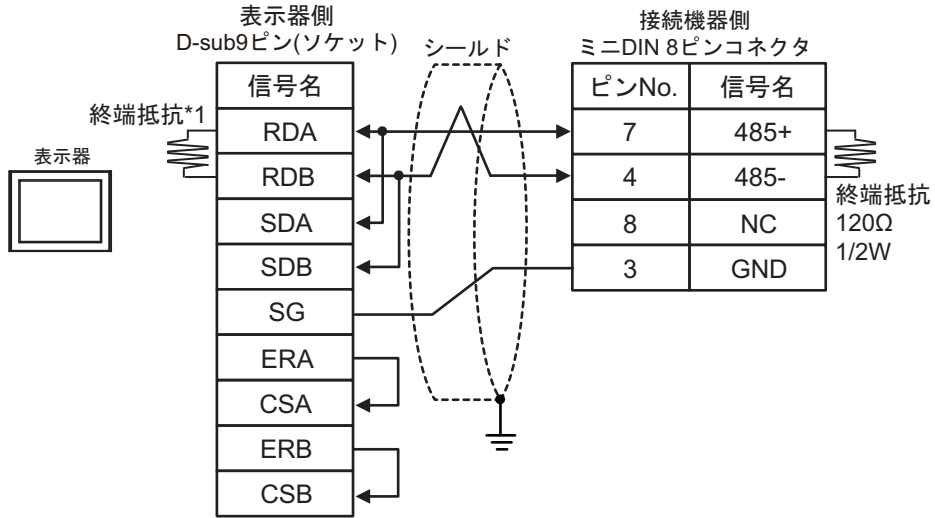 表示器側
D-sub9ピン(ソケット)
シールド
接続機器側
ミニDIN 8ピンコネクタ
信号名
ピンNo. 信号名
終端抵抗*1
RDA
7 485+
表示器
RDB
4 485-
終端抵抗
120Ω
1/2W
SDA
8 NC
SDB
3 GND
SG
ERA
CSA
ERB
CSB